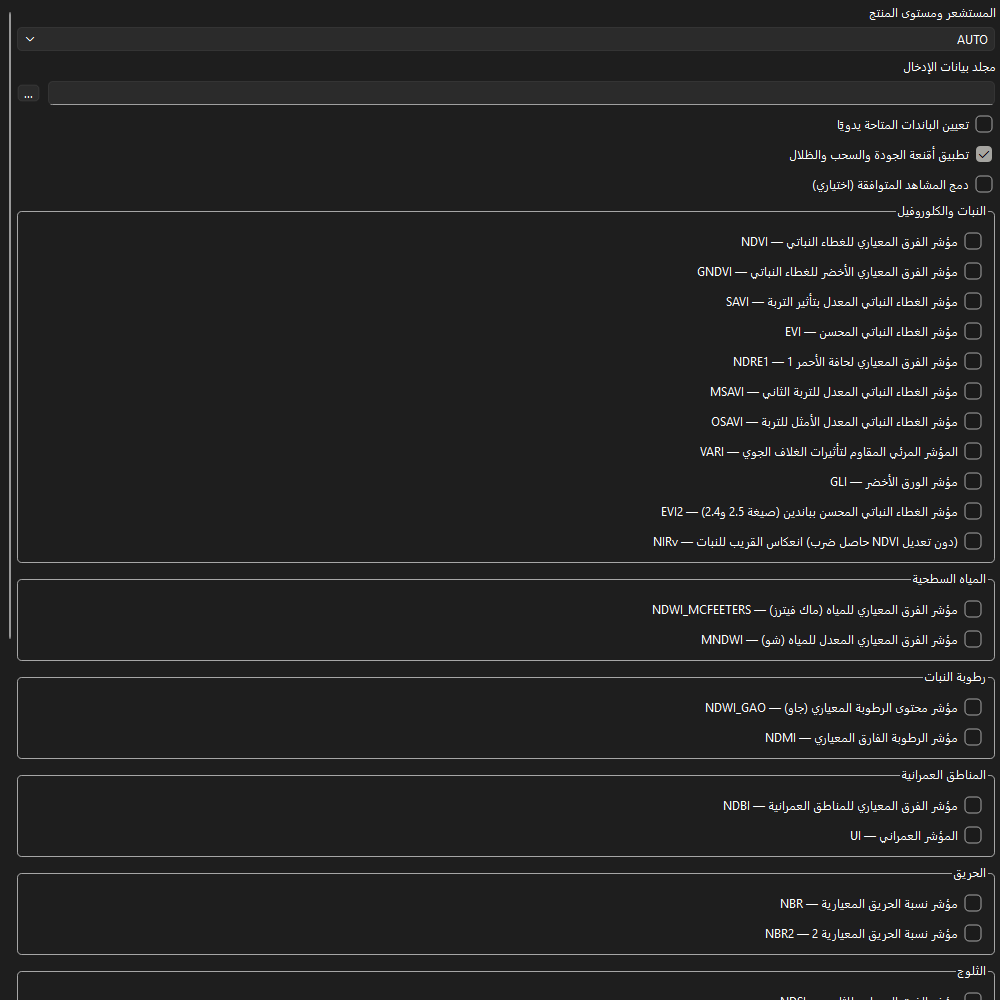 المستشعر ومستوى المنتج
AUTO
مجلد بيانات الإدخال
...
تعيين الباندات المتاحة يدويًا
تطبيق أقنعة الجودة والسحب والظلال
دمج المشاهد المتوافقة (اختياري)
النبات والكلوروفيل
مؤشر الفرق المعياري للغطاء النباتي — NDVI
مؤشر الفرق المعياري الأخضر للغطاء النباتي — GNDVI
مؤشر الغطاء النباتي المعدل بتأثير التربة — SAVI
مؤشر الغطاء النباتي المحسن — EVI
مؤشر الفرق المعياري لحافة الأحمر 1 — NDRE1
مؤشر الغطاء النباتي المعدل للتربة الثاني — MSAVI
مؤشر الغطاء النباتي المعدل الأمثل للتربة — OSAVI
المؤشر المرئي المقاوم لتأثيرات الغلاف الجوي — VARI
مؤشر الورق الأخضر — GLI
مؤشر الغطاء النباتي المحسن بباندين (صيغة 2.5 و2.4) — EVI2
(دون تعديل NDVI حاصل ضرب) انعكاس القريب للنبات — NIRv
المياه السطحية
مؤشر الفرق المعياري للمياه (ماك فيترز) — NDWI_MCFEETERS
مؤشر الفرق المعياري المعدل للمياه (شو) — MNDWI
رطوبة النبات
مؤشر محتوى الرطوبة المعياري (جاو) — NDWI_GAO
مؤشر الرطوبة الفارق المعياري — NDMI
المناطق العمرانية
مؤشر الفرق المعياري للمناطق العمرانية — NDBI
المؤشر العمراني — UI
الحريق
مؤشر نسبة الحريق المعيارية — NBR
مؤشر نسبة الحريق المعيارية 2 — NBR2
الثلوج